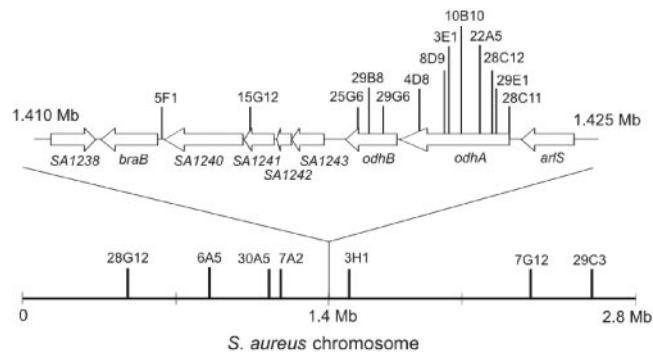 10B10
3E1 22A5
8D9 28C12
29B8 4D8 29E1
5F1 15G12 25G6 29G6 28C11
1.410 Mb 1.425 Mb
SA1238 braB SA1240 SA1241 SA1242 SA1243 odhB odhA arlS
28G12 6A5 30A5 7A2 3H1 7G12 29C3
0 1.4 Mb 2.8 Mb
S. aureus chromosome